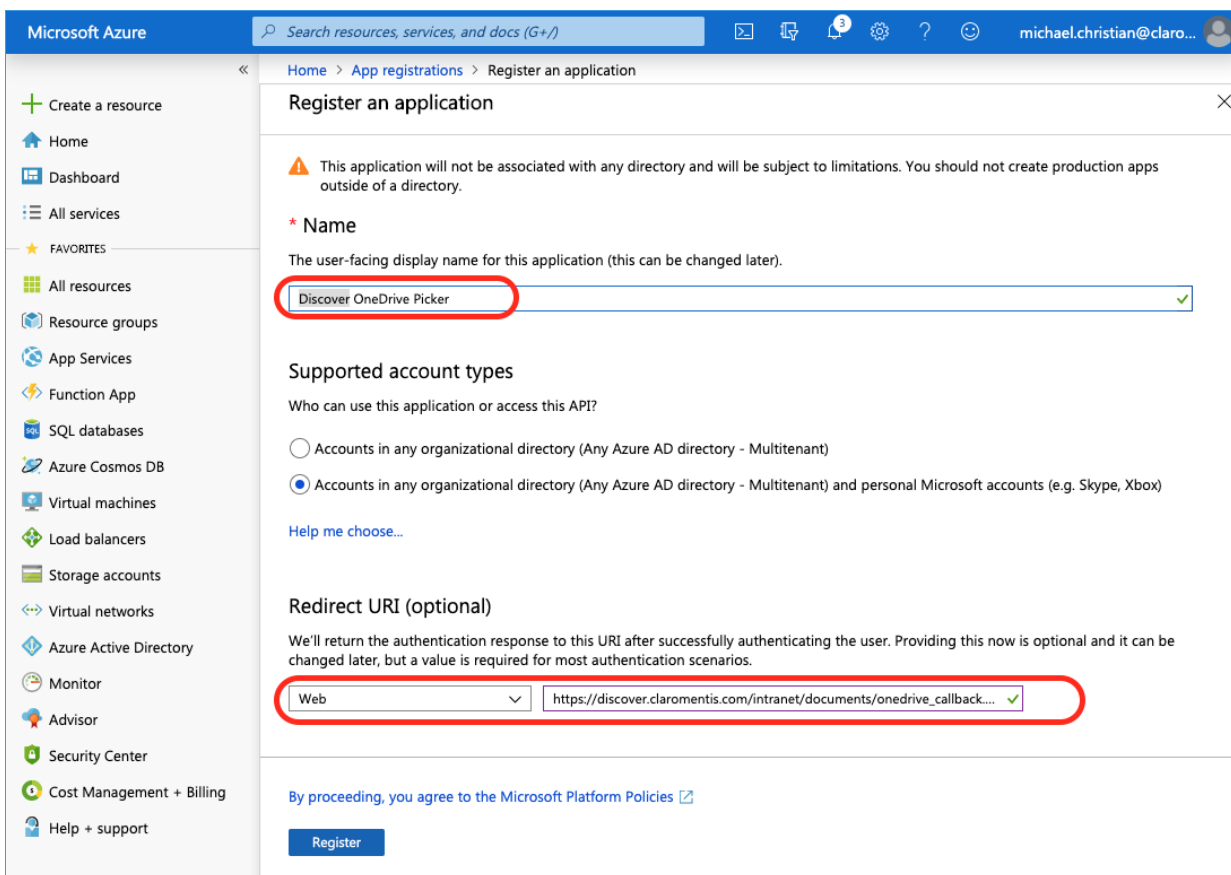 Microsoft Azure
Search resources, services, and docs (G+/)
3
michael.christian@claro...
«
Home > App registrations > Register an application
Create a resource
Home
Dashboard
All services
FAVORITES
All resources
Resource groups
App Services
Function App
SQL databases
Azure Cosmos DB
Virtual machines
Load balancers
Storage accounts
Virtual networks
Azure Active Directory
Monitor
Advisor
Security Center
Cost Management + Billing
Help + support
Register an application
This application will not be associated with any directory and will be subject to limitations. You should not create production apps
outside of a directory.
* Name
The user-facing display name for this application (this can be changed later).
Discover OneDrive Picker
Supported account types
Who can use this application or access this API?
Accounts in any organizational directory (Any Azure AD directory - Multitenant)
Accounts in any organizational directory (Any Azure AD directory - Multitenant) and personal Microsoft accounts (e.g. Skype, Xbox)
Help me choose...
Redirect URI (optional)
We'll return the authentication response to this URI after successfully authenticating the user. Providing this now is optional and it can be
changed later, but a value is required for most authentication scenarios.
Web
https://discover.claromentis.com/intranet/documents/onedrive_callback....
By proceeding, you agree to the Microsoft Platform Policies
Register